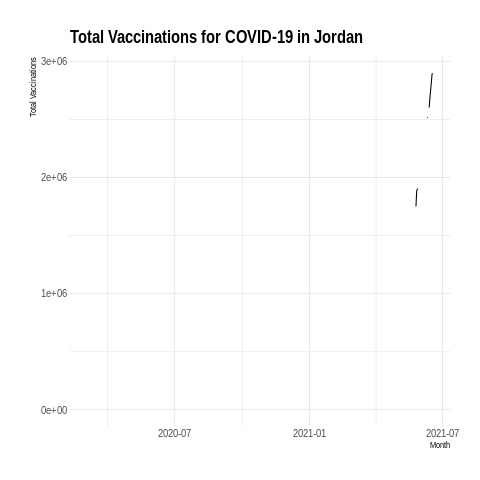 Total Vaccinations for COVID-19 in Jordan
Total Vaccinations
3e+06
2e+06
1e+06
0e+00
2020-07 2021-01 2021-07
Month